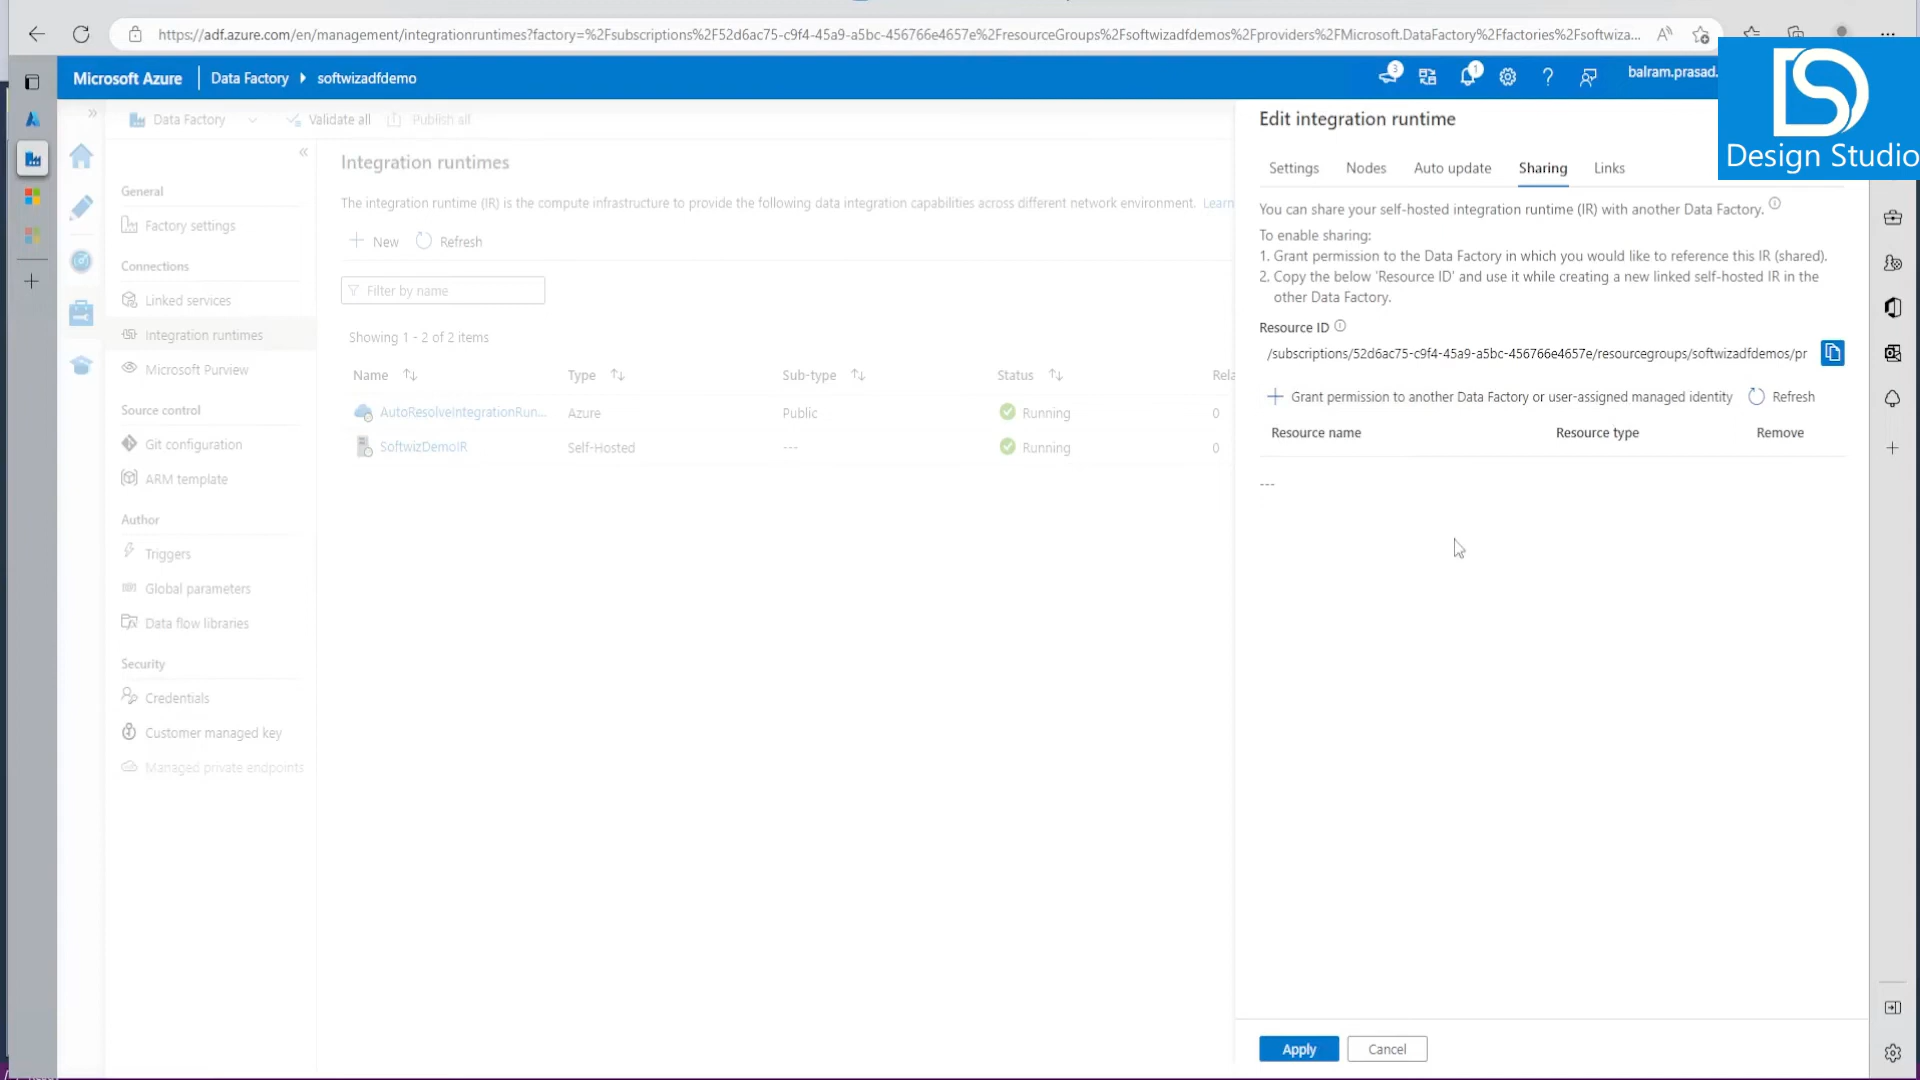 https://adf.azure.com/en/management/integrationruntimes?factory=%2Fsubscriptions%2F52d6ac75-c9f4-45a9-a5bc-456766e4657e%2FresourceGroups%2Fsoftwizadfdemos%2Fproviders%2FMicrosoft.DataFactory%2Ffactories%2Fsoftwiza...
Microsoft Azure | Data Factory softwizadfdemo
3
1
balram.prasad.
DS
Design Studio
Data Factory
Validate all
Publish all
General
Factory settings
Connections
Linked services
Integration runtimes
Microsoft Purview
Source control
Git configuration
ARM template
Author
Triggers
Global parameters
Data flow libraries
Security
Credentials
Customer managed key
Managed private endpoints
Integration runtimes
The integration runtime (IR) is the compute infrastructure to provide the following data integration capabilities across different network environment. Learn
New
Refresh
Filter by name
Showing 1 - 2 of 2 items
Name Type Sub-type Status Rela
AutoResolveIntegrationRun... Azure Public Running 0
SoftwizDemoIR Self-Hosted --- Running 0
Edit integration runtime
Settings Nodes Auto update Sharing Links
You can share your self-hosted integration runtime (IR) with another Data Factory.
To enable sharing:
1. Grant permission to the Data Factory in which you would like to reference this IR (shared).
2. Copy the below 'Resource ID' and use it while creating a new linked self-hosted IR in the
other Data Factory.
Resource ID
/subscriptions/52d6ac75-c9f4-45a9-a5bc-456766e4657e/resourcegroups/softwizadfdemos/pr
Grant permission to another Data Factory or user-assigned managed identity
Refresh
Resource name Resource type Remove
---
Apply
Cancel